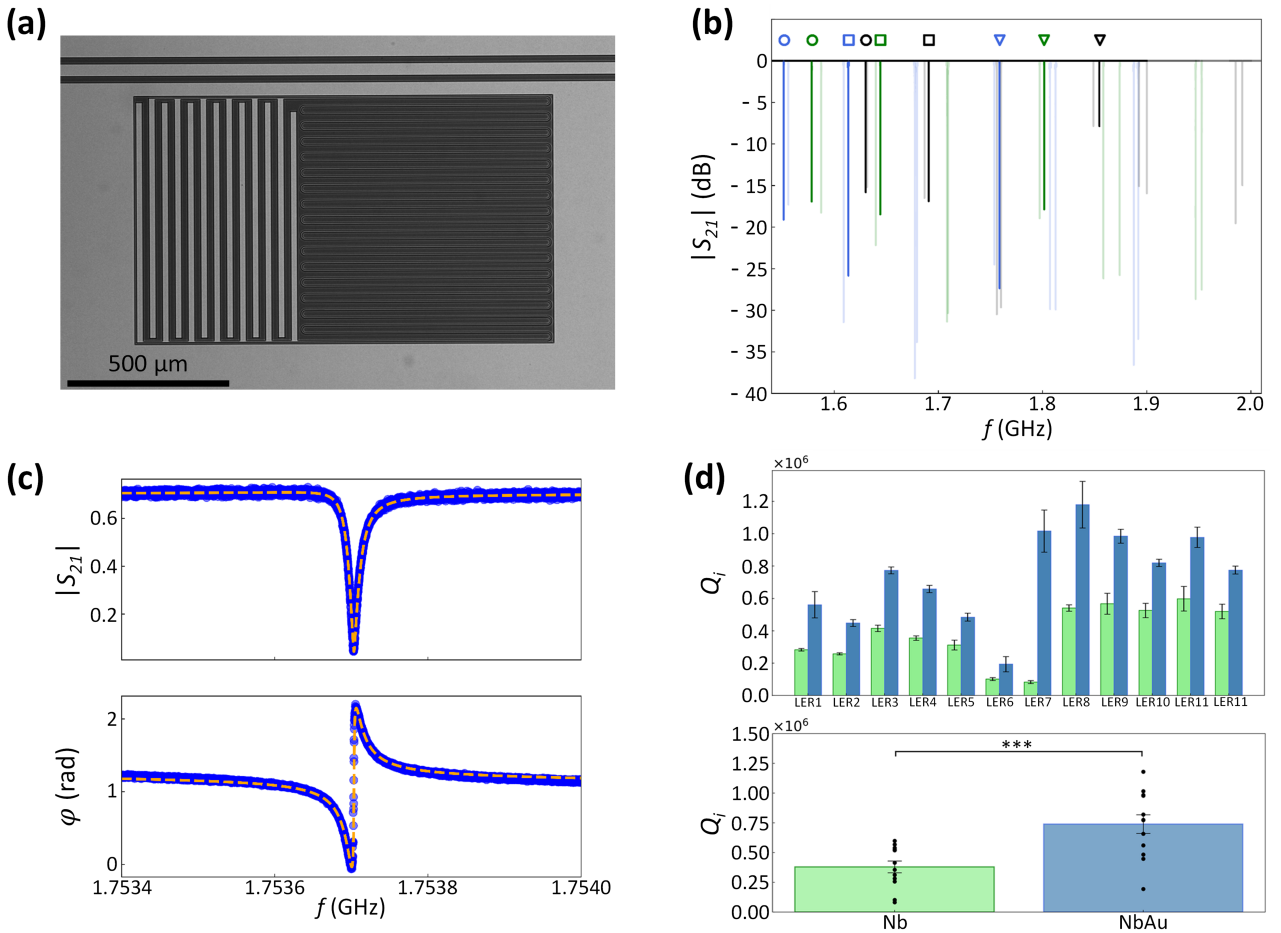 (a)
500 µm
(b)
0
- 5
- 10
- 15
- 20
- 25
- 30
- 35
- 40
|S21| (dB)
1.6
1.7
1.8
1.9
2.0
f (GHz)
(c)
0.6
0.4
0.2
|S21|
2
1
0
φ (rad)
1.7534
1.7536
1.7538
1.7540
f (GHz)
(d)
×10⁶
1.2
1.0
0.8
0.6
0.4
0.2
0.0
Qi
LER1 LER2 LER3 LER4 LER5 LER6 LER7 LER8 LER9 LER10 LER11 LER11
×10⁶
1.50
1.25
1.00
0.75
0.50
0.25
0.00
Qi
***
Nb
NbAu